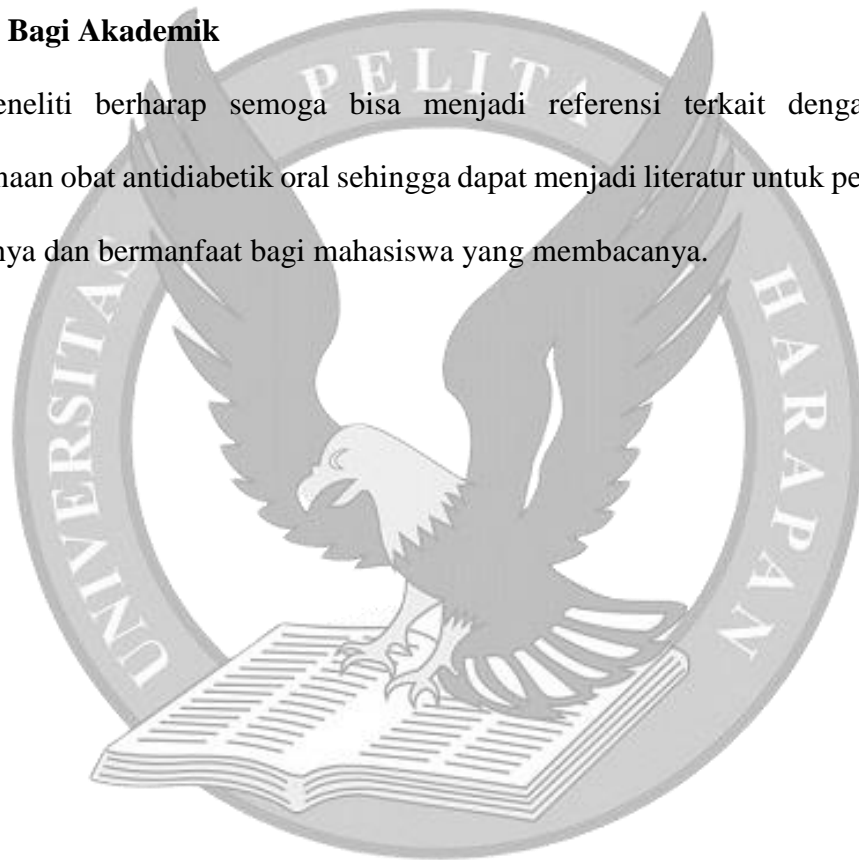 Bagi Akademik
eneliti berharap semoga bisa menjadi referensi terkait denga
naan obat antidiabetik oral sehingga dapat menjadi literatur untuk pe
nya dan bermanfaat bagi mahasiswa yang membacanya.
UNIVERSITAS PELITA HARAPAN